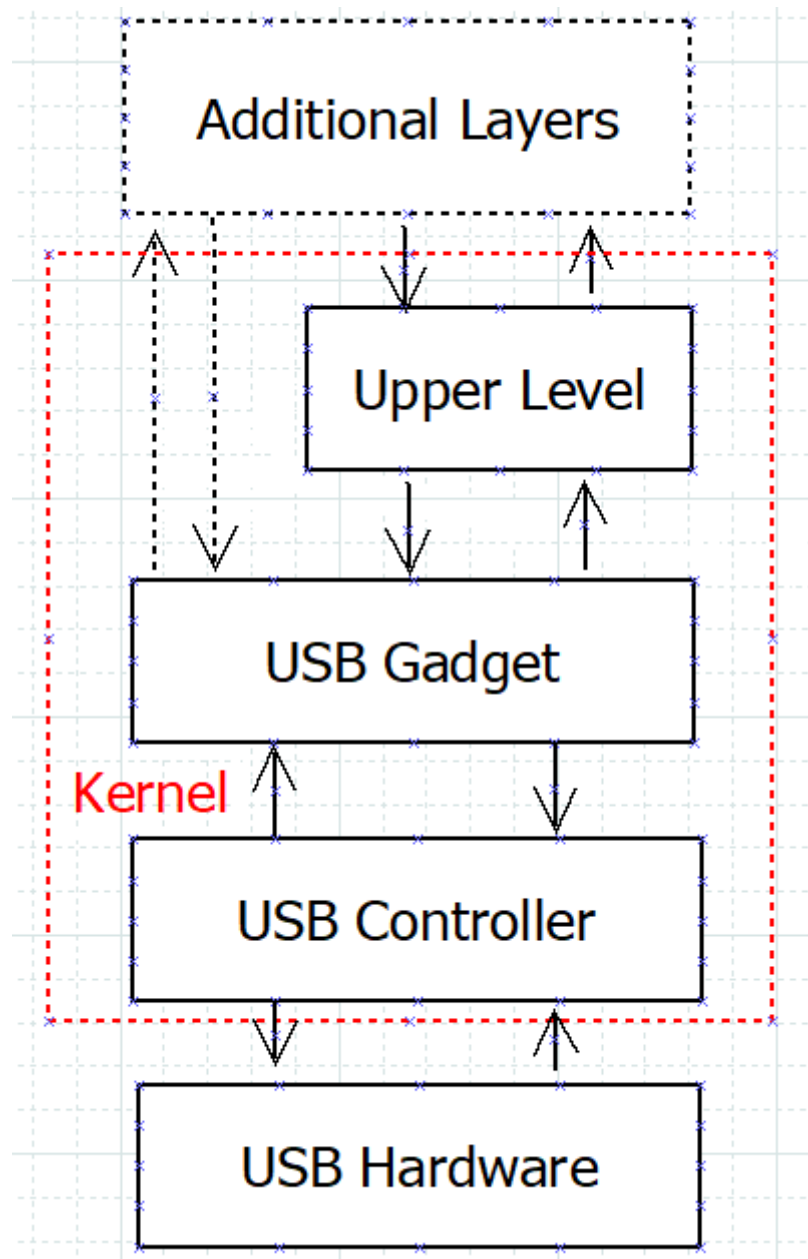 Additional Layers
Upper Level
USB Gadget
Kernel
USB Controller
USB Hardware